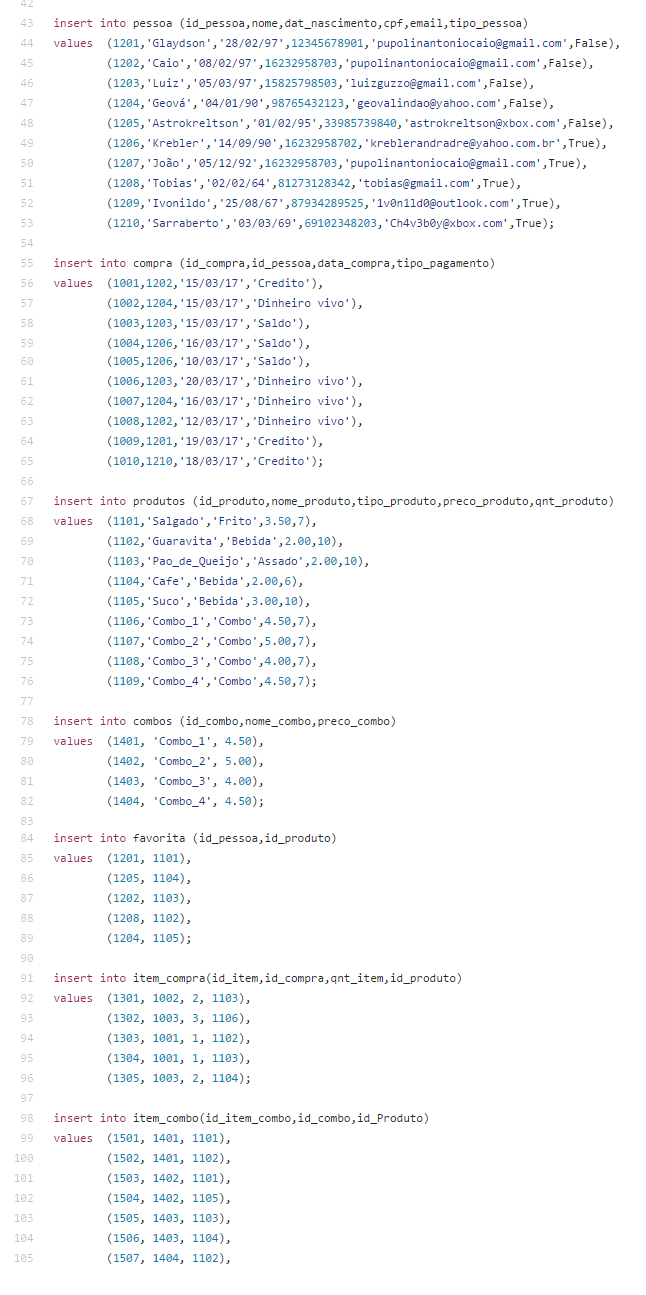 42
43 insert into pessoa (id_pessoa,nome,dat_nascimento,cpf,email,tipo_pessoa)
44 values (1201,'Glaydson','28/02/97',12345678901,'pupolinantoniocaio@gmail.com',False),
45 (1202,'Caio','08/02/97',16232958703,'pupolinantoniocaio@gmail.com',False),
46 (1203,'Luiz','05/03/97',15825798503,'luizguzzo@gmail.com',False),
47 (1204,'Geová','04/01/90',98765432123,'geovalindao@yahoo.com',False),
48 (1205,'Astrokreltson','01/02/95',33985739840,'astrokreltson@xbox.com',False),
49 (1206,'Krebler','14/09/90',16232958702,'kreblerandradre@yahoo.com.br',True),
50 (1207,'João','05/12/92',16232958703,'pupolinantoniocaio@gmail.com',True),
51 (1208,'Tobias','02/02/64',81273128342,'tobias@gmail.com',True),
52 (1209,'Ivonildo','25/08/67',87934289525,'1v0n1ld0@outlook.com',True),
53 (1210,'Sarraberto','03/03/69',69102348203,'Ch4v3b0y@xbox.com',True);
54
55 insert into compra (id_compra,id_pessoa,data_compra,tipo_pagamento)
56 values (1001,1202,'15/03/17','Credito'),
57 (1002,1204,'15/03/17','Dinheiro vivo'),
58 (1003,1203,'15/03/17','Saldo'),
59 (1004,1206,'16/03/17','Saldo'),
60 (1005,1206,'10/03/17','Saldo'),
61 (1006,1203,'20/03/17','Dinheiro vivo'),
62 (1007,1204,'16/03/17','Dinheiro vivo'),
63 (1008,1202,'12/03/17','Dinheiro vivo'),
64 (1009,1201,'19/03/17','Credito'),
65 (1010,1210,'18/03/17','Credito');
66
67 insert into produtos (id_produto,nome_produto,tipo_produto,preco_produto,qnt_produto)
68 values (1101,'Salgado','Frito',3.50,7),
69 (1102,'Guaravita','Bebida',2.00,10),
70 (1103,'Pao_de_Queijo','Assado',2.00,10),
71 (1104,'Cafe','Bebida',2.00,6),
72 (1105,'Suco','Bebida',3.00,10),
73 (1106,'Combo_1','Combo',4.50,7),
74 (1107,'Combo_2','Combo',5.00,7),
75 (1108,'Combo_3','Combo',4.00,7),
76 (1109,'Combo_4','Combo',4.50,7);
77
78 insert into combos (id_combo,nome_combo,preco_combo)
79 values (1401, 'Combo_1', 4.50),
80 (1402, 'Combo_2', 5.00),
81 (1403, 'Combo_3', 4.00),
82 (1404, 'Combo_4', 4.50);
83
84 insert into favorita (id_pessoa,id_produto)
85 values (1201, 1101),
86 (1205, 1104),
87 (1202, 1103),
88 (1208, 1102),
89 (1204, 1105);
90
91 insert into item_compra(id_item,id_compra,qnt_item,id_produto)
92 values (1301, 1002, 2, 1103),
93 (1302, 1003, 3, 1106),
94 (1303, 1001, 1, 1102),
95 (1304, 1001, 1, 1103),
96 (1305, 1003, 2, 1104);
97
98 insert into item_combo(id_item_combo,id_combo,id_Produto)
99 values (1501, 1401, 1101),
100 (1502, 1401, 1102),
101 (1503, 1402, 1101),
102 (1504, 1402, 1105),
103 (1505, 1403, 1103),
104 (1506, 1403, 1104),
105 (1507, 1404, 1102),